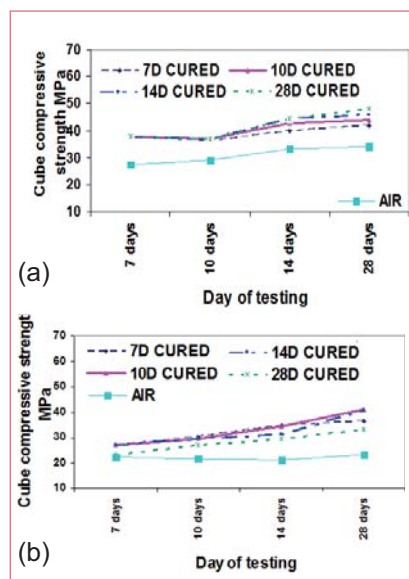 70
60
50
40
30
20
10
Cube compressive
strength MPa
7D CURED
10D CURED
14D CURED
28D CURED
AIR
7 days
10 days
14 days
28 days
Day of testing
(a)
70
60
50
40
30
20
10
Cube compressive strengt
MPa
7D CURED
14D CURED
10D CURED
28D CURED
AIR
7 days
10 days
14 days
28 days
Day of testing
(b)